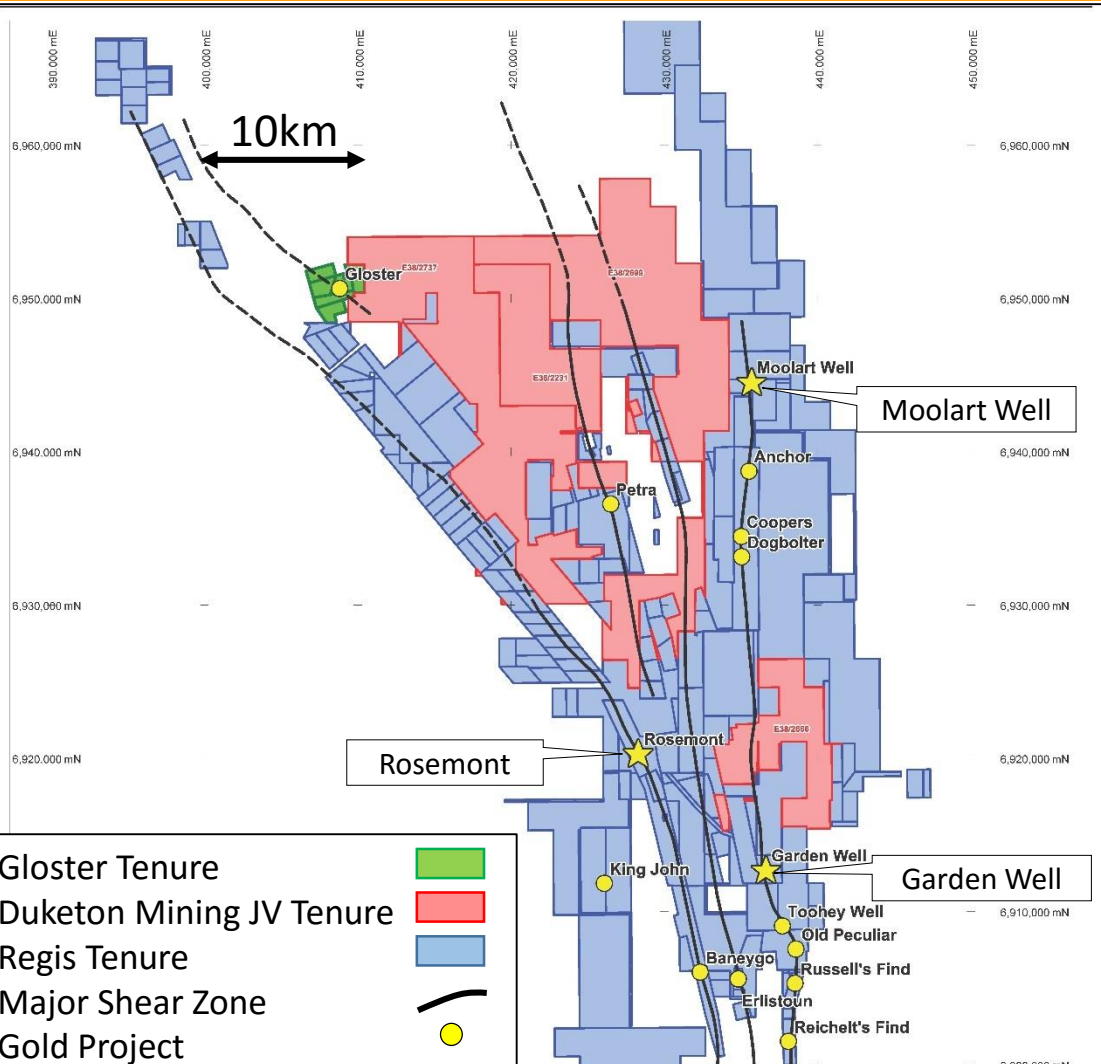 390,000 mE
400,000 mE
410,000 mE
420,000 mE
430,000 mE
440,000 mE
450,000 mE
10km
6,960,000 mN
6,960,000 mN
Gloster
E38/2737
E38/2699
6,950,000 mN
6,950,000 mN
Moolart Well
E38/2231
Moolart Well
6,940,000 mN
Anchor
6,940,000 mN
Petra
Coopers
Dogbolter
6,930,000 mN
6,930,000 mN
E38/2666
Rosemont
6,920,000 mN
Rosemont
6,920,000 mN
Garden Well
Gloster Tenure
King John
Garden Well
Duketon Mining JV Tenure
Toohey Well
6,910,000 mN
Old Peculiar
Regis Tenure
Baneygo
Russell's Find
Major Shear Zone
Erlistoun
Gold Project
Reichelt's Find